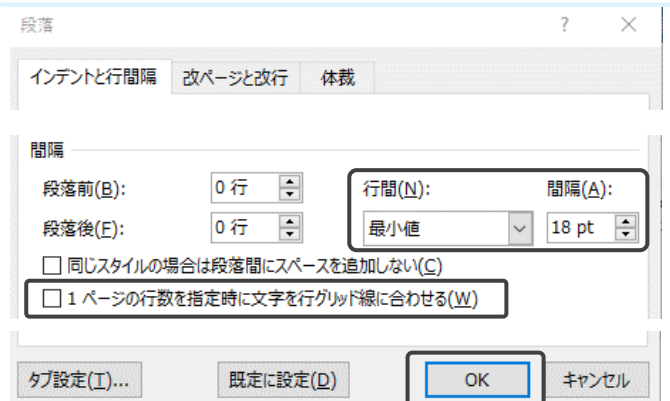 段落 ? ×
インデントと行間隔 改ページと改行 体裁
間隔
段落前(B): 0 行 行間(N): 間隔(A):
段落後(F): 0 行 最小値 18 pt
同じスタイルの場合は段落間にスペースを追加しない(C)
1 ページの行数を指定時に文字を行グリッド線に合わせる(W)
タブ設定(T)... 既定に設定(D) OK キャンセル